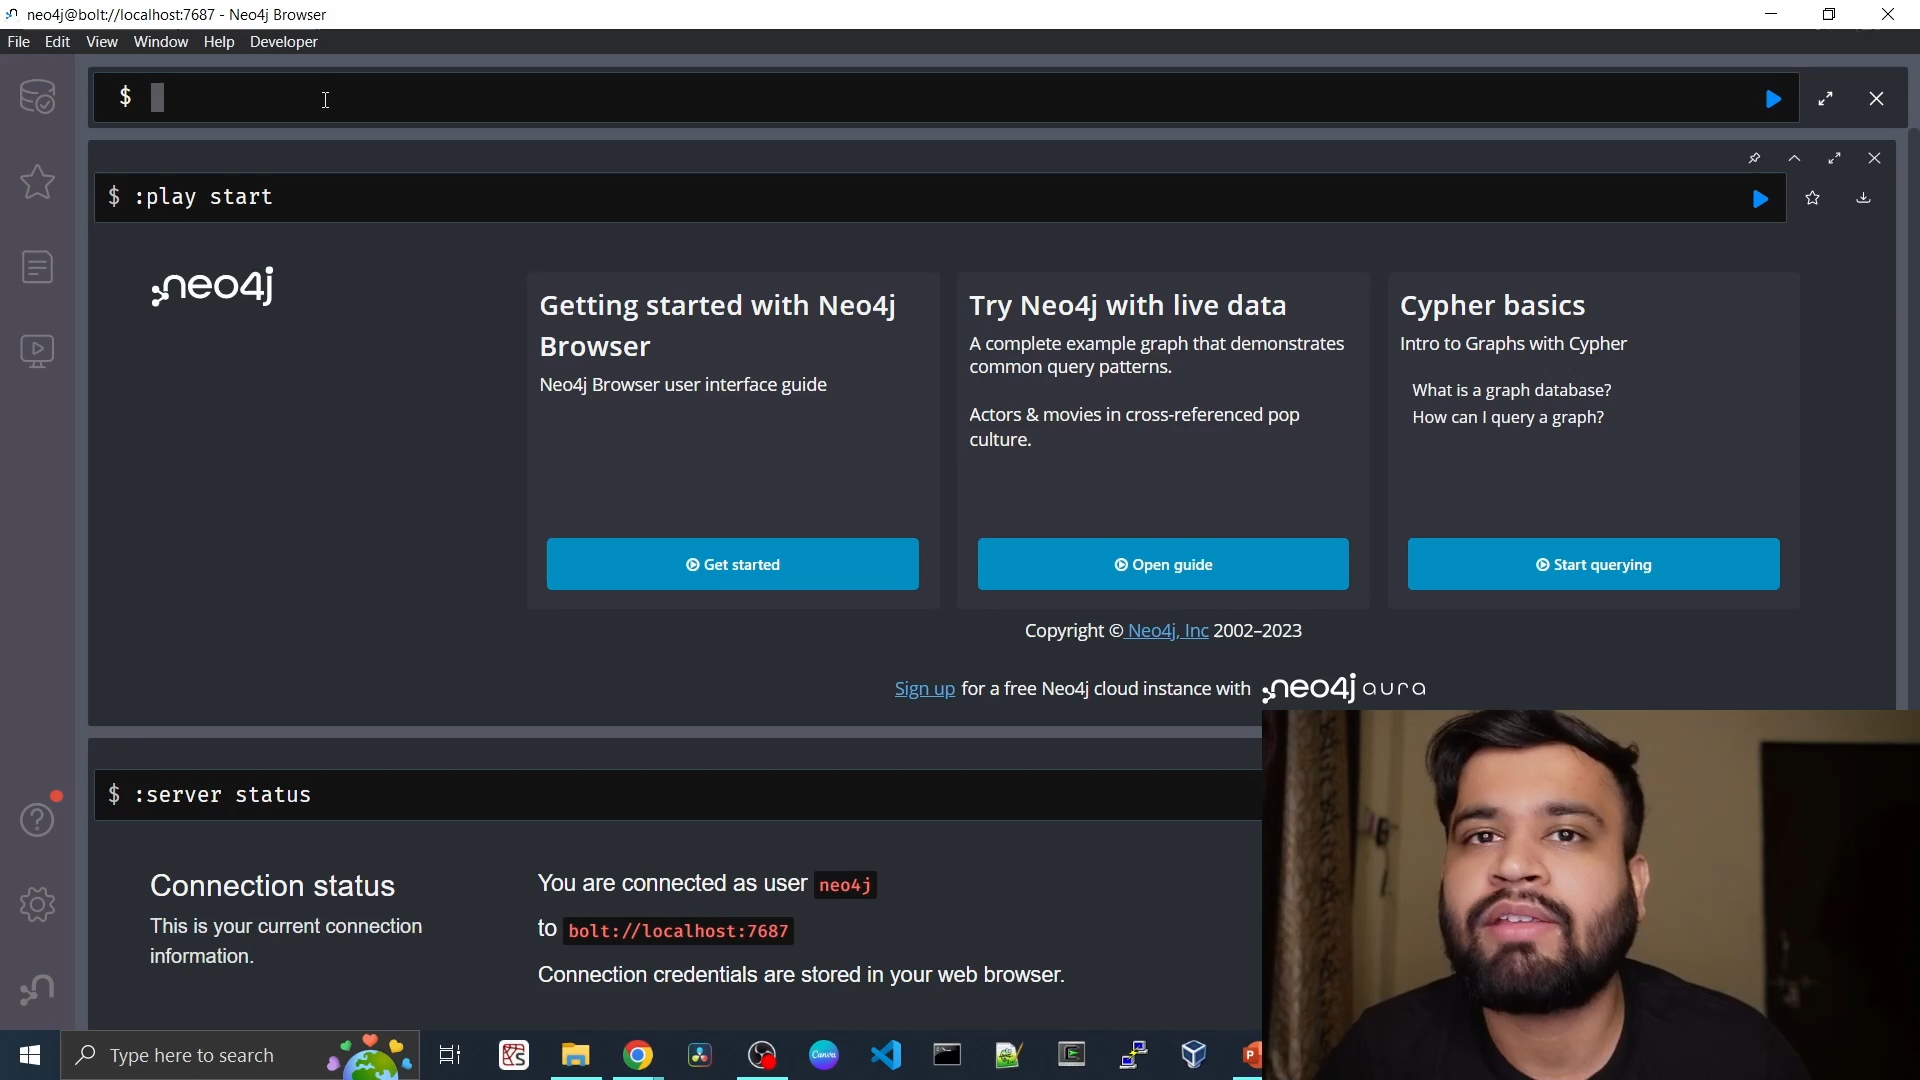 neo4j@bolt://localhost:7687 - Neo4j Browser
File Edit View Window Help Developer
$
$ :play start
neo4j
Getting started with Neo4j
Browser
Neo4j Browser user interface guide
Get started
Try Neo4j with live data
A complete example graph that demonstrates
common query patterns.
Actors & movies in cross-referenced pop
culture.
Open guide
Cypher basics
Intro to Graphs with Cypher
What is a graph database?
How can I query a graph?
Start querying
Copyright © Neo4j, Inc 2002–2023
Sign up for a free Neo4j cloud instance with neo4j aura
$ :server status
Connection status
This is your current connection
information.
You are connected as user neo4j
to bolt://localhost:7687
Connection credentials are stored in your web browser.
Type here to search
Canva